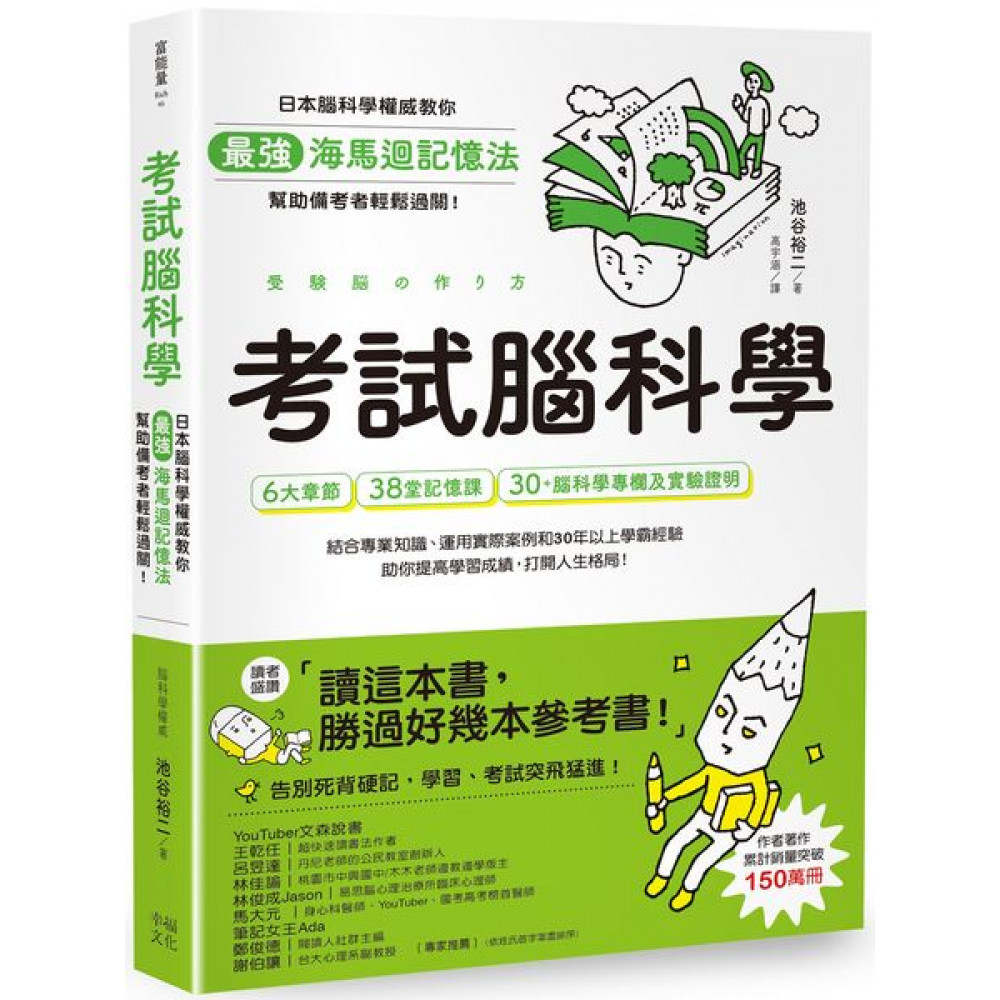 富能量
Rich
考試腦科學
日本腦科學權威教你
最強 海馬迴記憶法
幫助備考者輕鬆過關！
腦科學權威
池谷裕二／著
幸福
文化
日本腦科學權威教你
最強 海馬迴記憶法
幫助備考者輕鬆過關！
imagination
π
池谷裕二／著
高宇涵／譯
受験脳の作り方
考試腦科學
6大章節 38堂記憶課 30+腦科學專欄及實驗證明
結合專業知識、運用實際案例和30年以上學霸經驗
助你提高學習成績，打開人生格局！
讀者
盛讚
「讀這本書，
勝過好幾本參考書！」
告別死背硬記，學習、考試突飛猛進！
YouTuber文森說書
王乾任｜超快速讀書法作者
呂昱達｜丹尼老師的公民教室創辦人
林佳諭｜桃園市中興國中/木木老師邊教邊學版主
林俊成Jason｜易思腦心理治療所臨床心理師
馬大元｜身心科醫師、YouTuber、國考高考榜首醫師
筆記女王Ada
鄭俊德｜閱讀人社群主編
謝伯讓｜台大心理系副教授
〔專家推薦〕（依姓氏首字筆畫排序）
作者著作
累計銷量突破
150萬冊